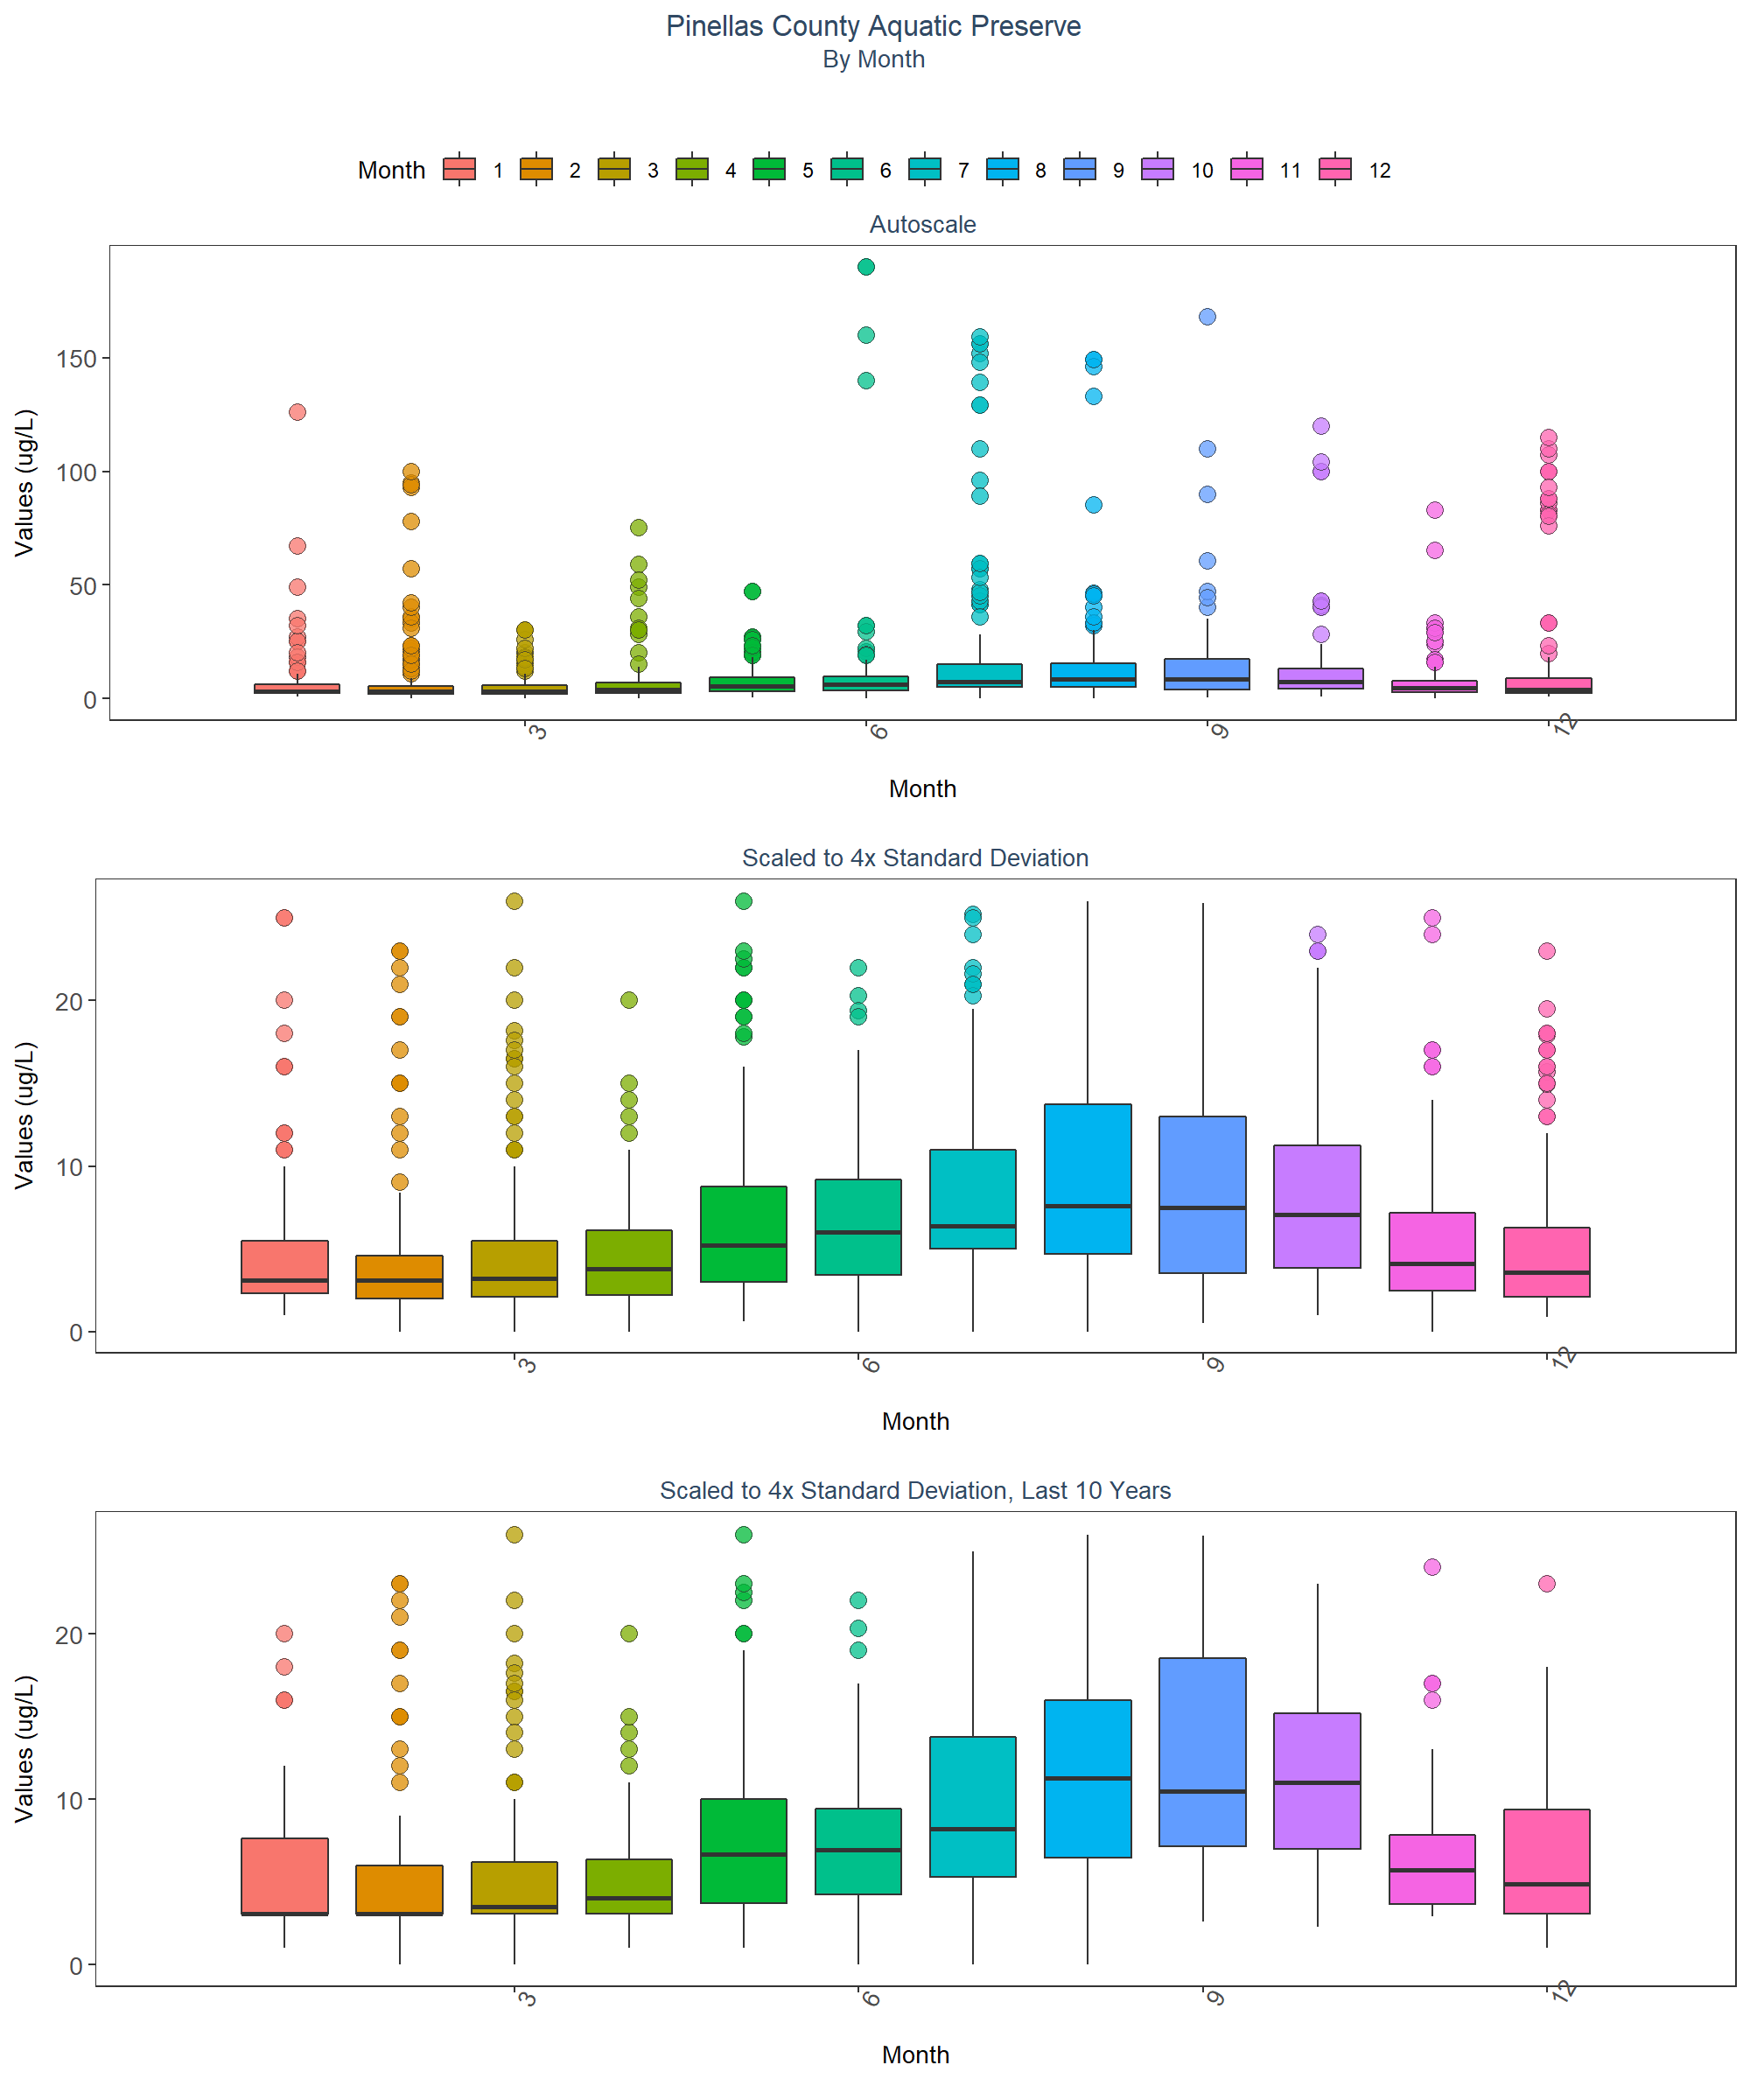 Pinellas County Aquatic Preserve
By Month
Month 1 2 3 4 5 6 7 8 9 10 11 12
Autoscale
Values (ug/L)
150
100
50
0
3 6 9 12
Month
Scaled to 4x Standard Deviation
Values (ug/L)
20
10
0
3 6 9 12
Month
Scaled to 4x Standard Deviation, Last 10 Years
Values (ug/L)
20
10
0
3 6 9 12
Month